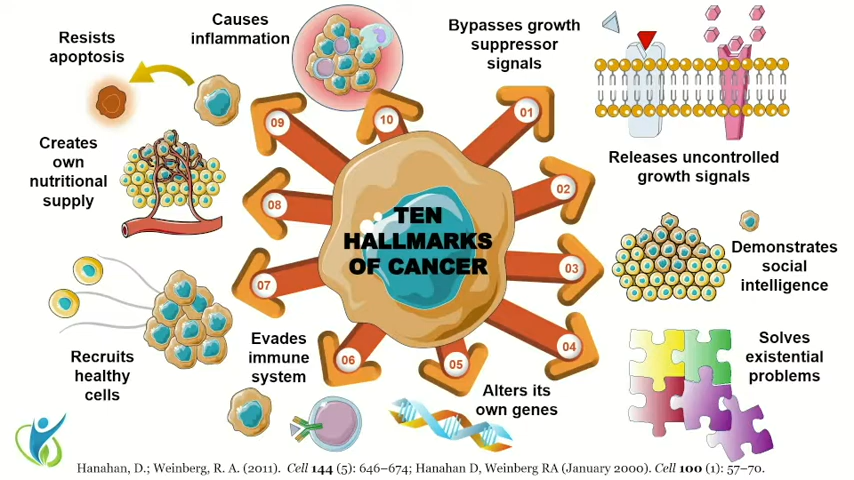 Causes
inflammation
Resists
apoptosis
Bypasses growth
suppressor
signals
09
10
01
Creates
own
nutritional
supply
Releases uncontrolled
growth signals
08
02
TEN
HALLMARKS
OF CANCER
Demonstrates
social
intelligence
07
03
Recruits
healthy
cells
Evades
immune
system
06
05
04
Solves
existential
problems
Alters its
own genes
Hanahan, D.; Weinberg, R. A. (2011). Cell 144 (5): 646–674; Hanahan D, Weinberg RA (January 2000). Cell 100 (1): 57–70.